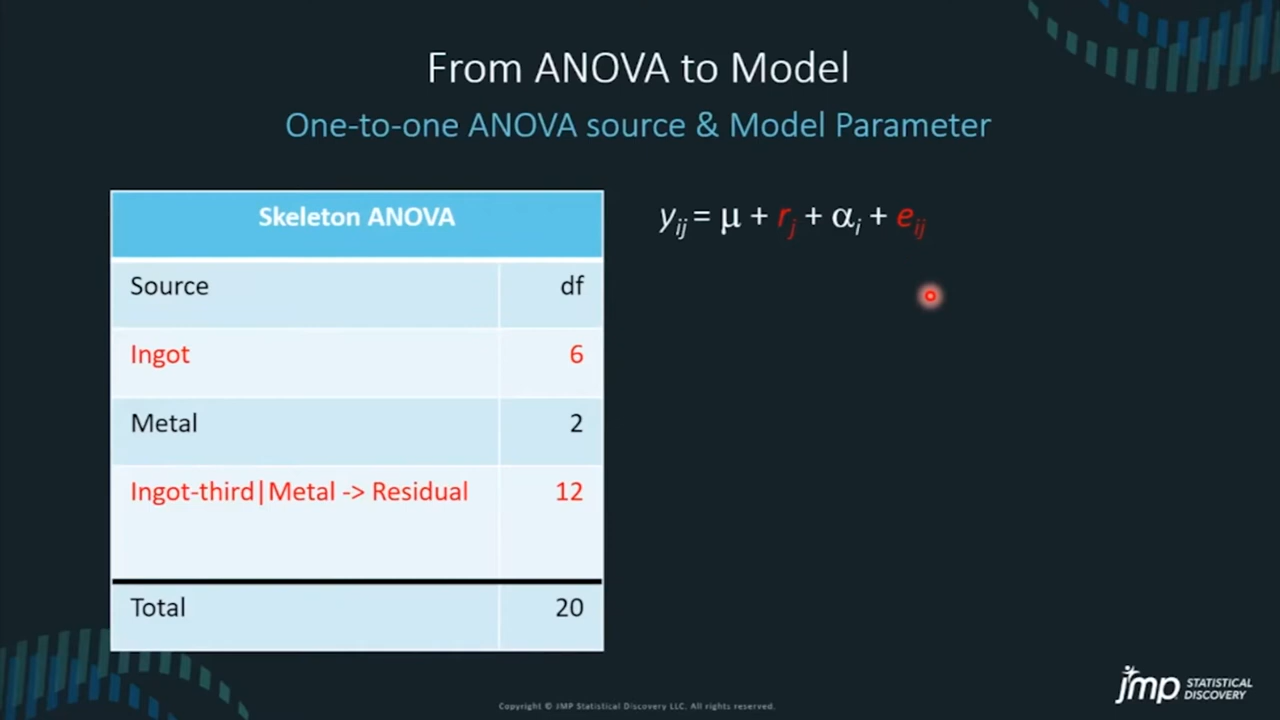 From ANOVA to Model
One-to-one ANOVA source & Model Parameter
Skeleton ANOVA
Source df
Ingot 6
Metal 2
Ingot-third|Metal -> Residual 12
Total 20
y_ij = μ + r_j + α_i + e_ij
jmp STATISTICAL DISCOVERY
Copyright © JMP Statistical Discovery LLC. All rights reserved.